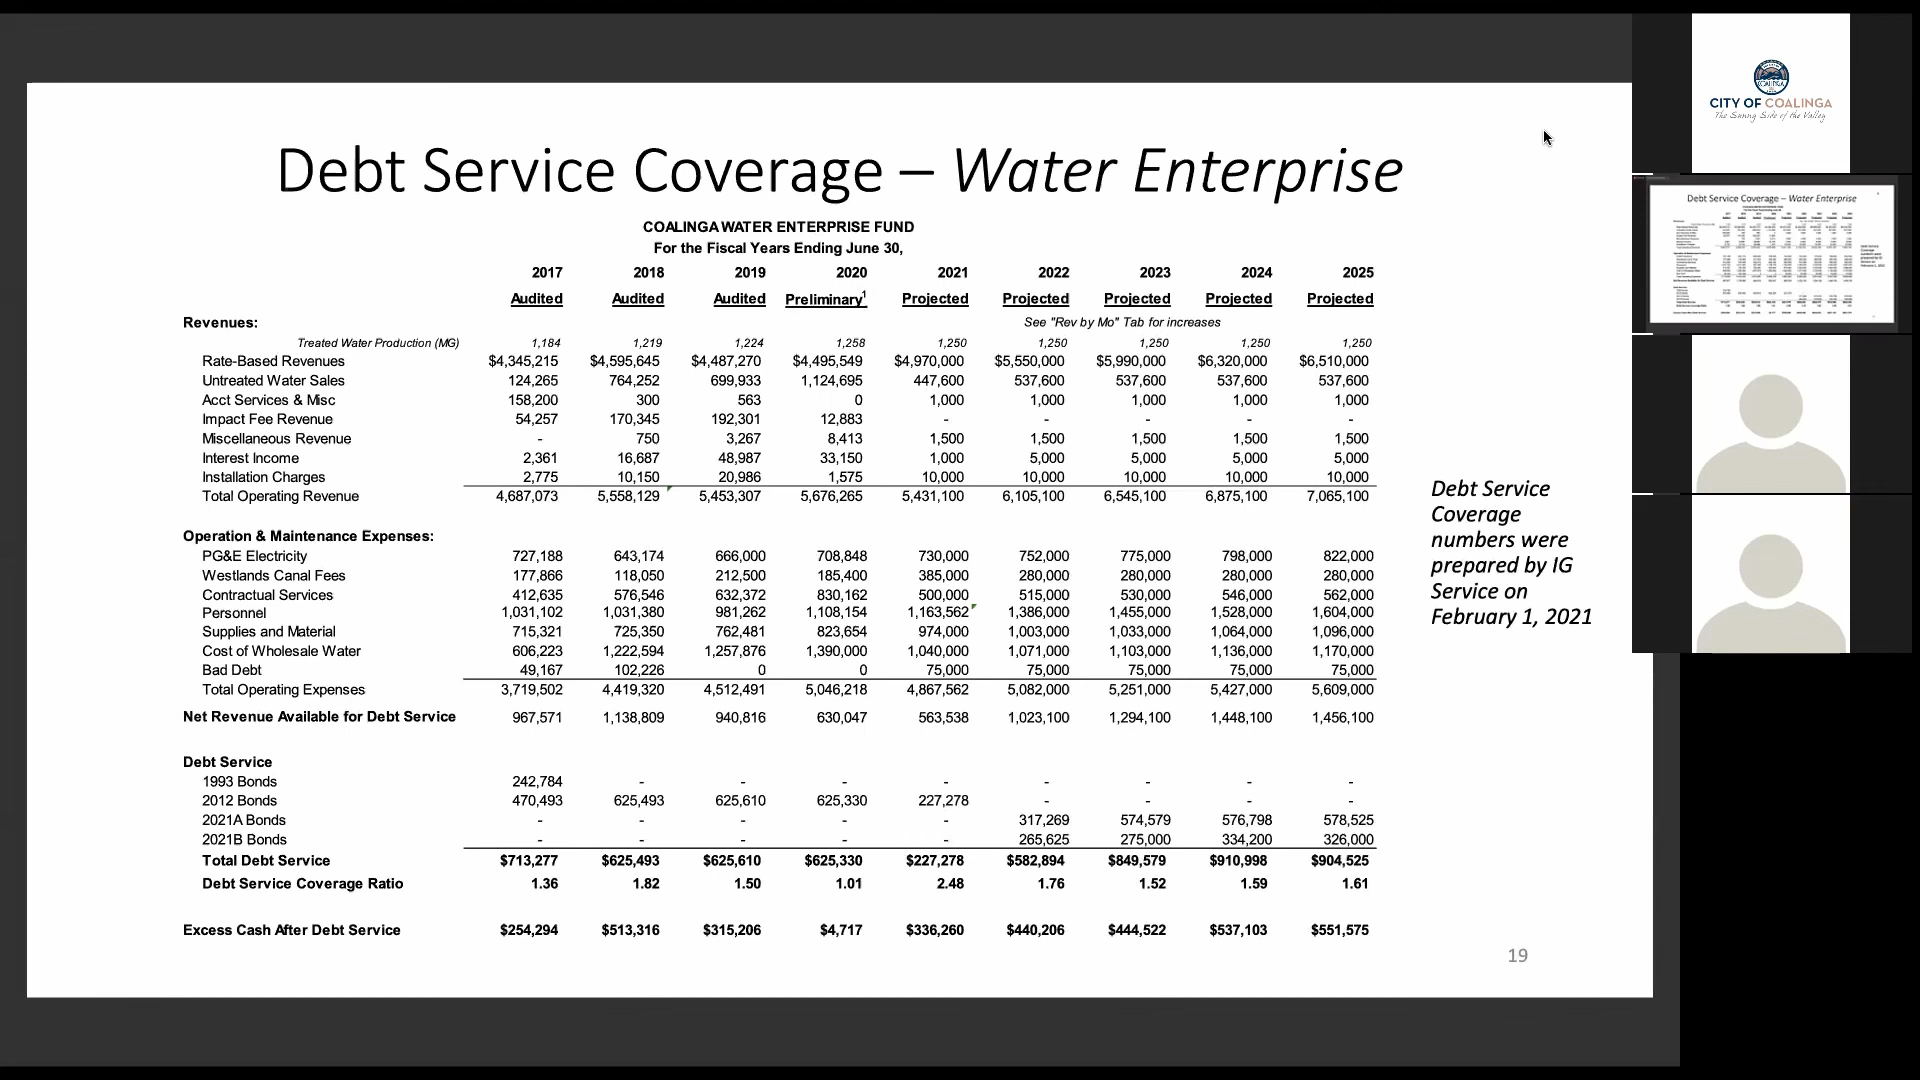 Debt Service Coverage – Water Enterprise
COALINGA WATER ENTERPRISE FUND
For the Fiscal Years Ending June 30,
2017 2018 2019 2020 2021 2022 2023 2024 2025
Audited Audited Audited Preliminary1 Projected Projected Projected Projected Projected
Revenues: See "Rev by Mo" Tab for increases
Treated Water Production (MG) 1,184 1,219 1,224 1,258 1,250 1,250 1,250 1,250 1,250
Rate-Based Revenues $4,345,215 $4,595,645 $4,487,270 $4,495,549 $4,970,000 $5,550,000 $5,990,000 $6,320,000 $6,510,000
Untreated Water Sales 124,265 764,252 699,933 1,124,695 447,600 537,600 537,600 537,600 537,600
Acct Services & Misc 158,200 300 563 0 1,000 1,000 1,000 1,000 1,000
Impact Fee Revenue 54,257 170,345 192,301 12,883 - - - - -
Miscellaneous Revenue - 750 3,267 8,413 1,500 1,500 1,500 1,500 1,500
Interest Income 2,361 16,687 48,987 33,150 1,000 5,000 5,000 5,000 5,000
Installation Charges 2,775 10,150 20,986 1,575 10,000 10,000 10,000 10,000 10,000
Total Operating Revenue 4,687,073 5,558,129 5,453,307 5,676,265 5,431,100 6,105,100 6,545,100 6,875,100 7,065,100
Operation & Maintenance Expenses:
PG&E Electricity 727,188 643,174 666,000 708,848 730,000 752,000 775,000 798,000 822,000
Westlands Canal Fees 177,866 118,050 212,500 185,400 385,000 280,000 280,000 280,000 280,000
Contractual Services 412,635 576,546 632,372 830,162 500,000 515,000 530,000 546,000 562,000
Personnel 1,031,102 1,031,380 981,262 1,108,154 1,163,562 1,386,000 1,455,000 1,528,000 1,604,000
Supplies and Material 715,321 725,350 762,481 823,654 974,000 1,003,000 1,033,000 1,064,000 1,096,000
Cost of Wholesale Water 606,223 1,222,594 1,257,876 1,390,000 1,040,000 1,071,000 1,103,000 1,136,000 1,170,000
Bad Debt 49,167 102,226 0 0 75,000 75,000 75,000 75,000 75,000
Total Operating Expenses 3,719,502 4,419,320 4,512,491 5,046,218 4,867,562 5,082,000 5,251,000 5,427,000 5,609,000
Net Revenue Available for Debt Service 967,571 1,138,809 940,816 630,047 563,538 1,023,100 1,294,100 1,448,100 1,456,100
Debt Service
1993 Bonds 242,784 - - - - - - - -
2012 Bonds 470,493 625,493 625,610 625,330 227,278 - - - -
2021A Bonds - - - - - 317,269 574,579 576,798 578,525
2021B Bonds - - - - - 265,625 275,000 334,200 326,000
Total Debt Service $713,277 $625,493 $625,610 $625,330 $227,278 $582,894 $849,579 $910,998 $904,525
Debt Service Coverage Ratio 1.36 1.82 1.50 1.01 2.48 1.76 1.52 1.59 1.61
Excess Cash After Debt Service $254,294 $513,316 $315,206 $4,717 $336,260 $440,206 $444,522 $537,103 $551,575
Debt Service
Coverage
numbers were
prepared by IG
Service on
February 1, 2021
19
CITY OF COALINGA
The Sunny Side of the Valley
Debt Service Coverage – Water Enterprise